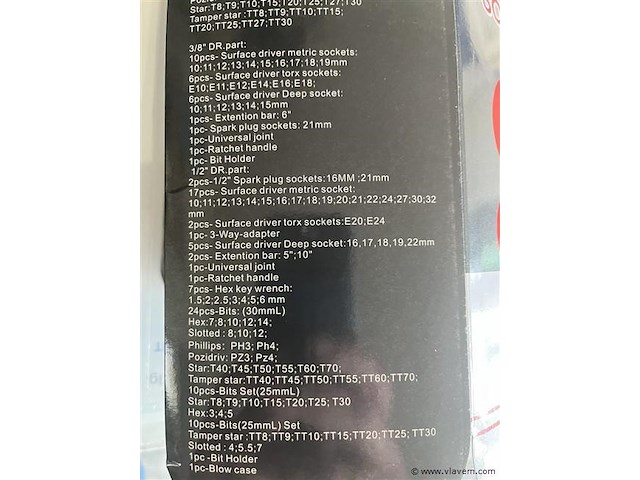 Star:T8;T9;T10;T15;T20;T25;T27;T30
Tamper star :TT8;TT9;TT10;TT15;
TT20;TT25;TT27;TT30
3/8" DR.part:
10pcs- Surface driver metric sockets:
10;11;12;13;14;15;16;17;18;19mm
6pcs- Surface driver torx sockets:
E10;E11;E12;E14;E16;E18;
6pcs- Surface driver Deep socket:
10;11;12;13;14;15mm
1pcs- Extention bar: 6"
1pc- Spark plug sockets: 21mm
1pc-Universal joint
1pc-Ratchet handle
1pc- Bit Holder
1/2" DR.part:
2pcs-1/2" Spark plug sockets:16MM ;21mm
17pcs- Surface driver metric socket:
10;11;12;13;14;15;16;17;18;19;20;21;22;24;27;30;32
mm
2pcs- Surface driver torx sockets:E20;E24
1pc- 3-Way-adapter
5pcs- Surface driver Deep socket:16,17,18,19,22mm
2pcs- Extention bar: 5";10"
1pc-Universal joint
1pc-Ratchet handle
7pcs- Hex key wrench:
1.5;2;2.5;3;4;5;6 mm
24pcs-Bits: (30mmL)
Hex:7;8;10;12;14;
Slotted : 8;10;12;
Phillips: PH3; Ph4;
Pozidriv: PZ3; Pz4;
Star:T40;T45;T50;T55;T60;T70;
Tamper star:TT40;TT45;TT50;TT55;TT60;TT70;
10pcs-Bits Set(25mmL)
Star:T8;T9;T10;T15;T20;T25; T30
Hex:3;4;5
10pcs-Bits(25mmL) Set
Tamper star :TT8;TT9;TT10;TT15;TT20;TT25; TT30
Slotted : 4;5.5;7
1pc -Bit Holder
1pc-Blow case
© www.vlavem.com